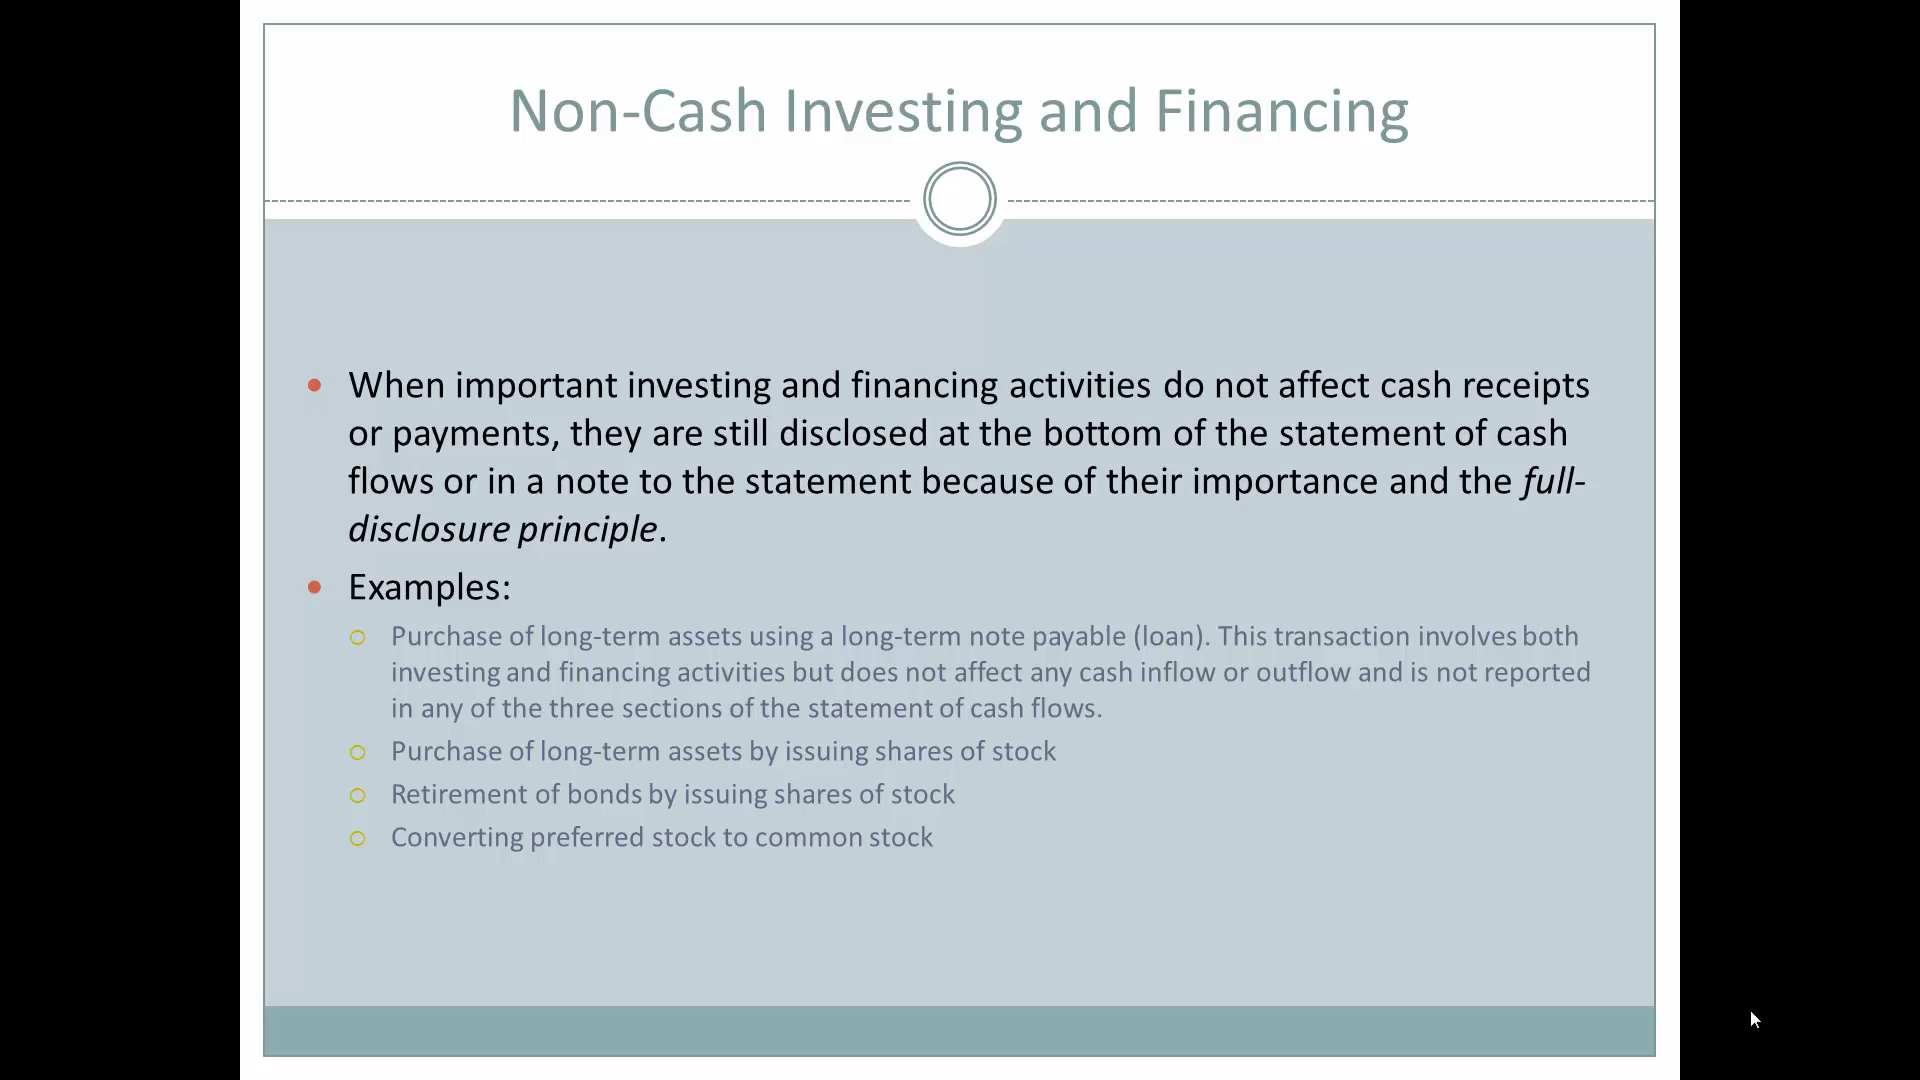 Non-Cash Investing and Financing
When important investing and financing activities do not affect cash receipts
or payments, they are still disclosed at the bottom of the statement of cash
flows or in a note to the statement because of their importance and the full-
disclosure principle.
Examples:
Purchase of long-term assets using a long-term note payable (loan). This transaction involves both
investing and financing activities but does not affect any cash inflow or outflow and is not reported
in any of the three sections of the statement of cash flows.
Purchase of long-term assets by issuing shares of stock
Retirement of bonds by issuing shares of stock
Converting preferred stock to common stock